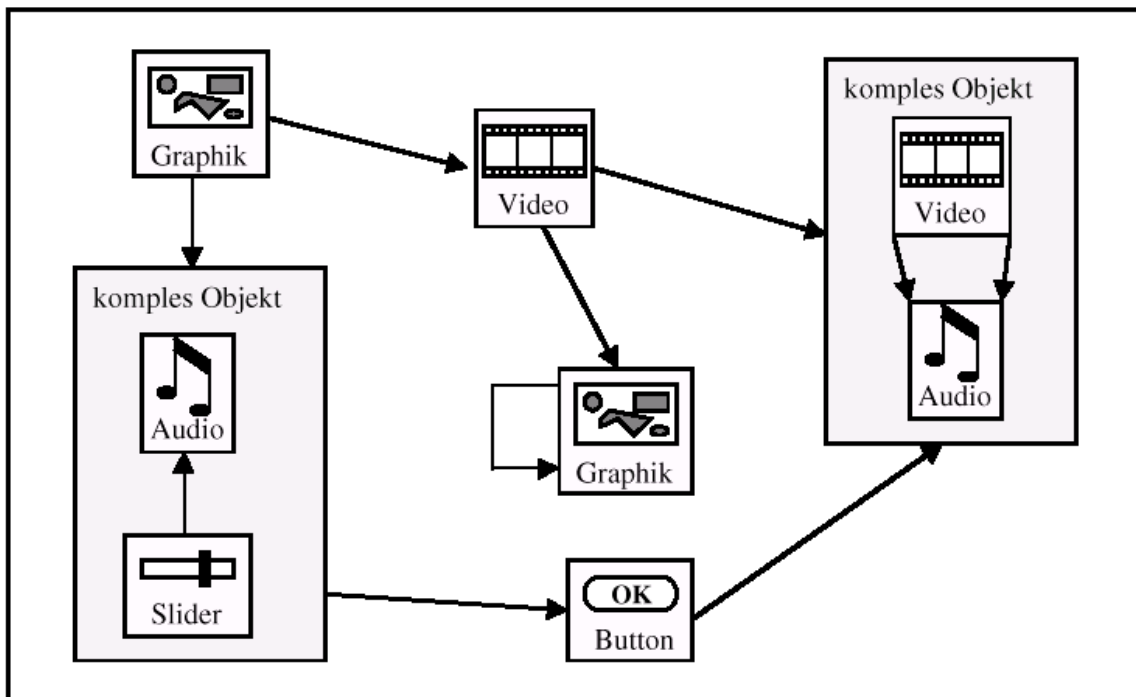 Graphik
Video
komples Objekt
Video
Audio
komples Objekt
Audio
Slider
Graphik
OK
Button